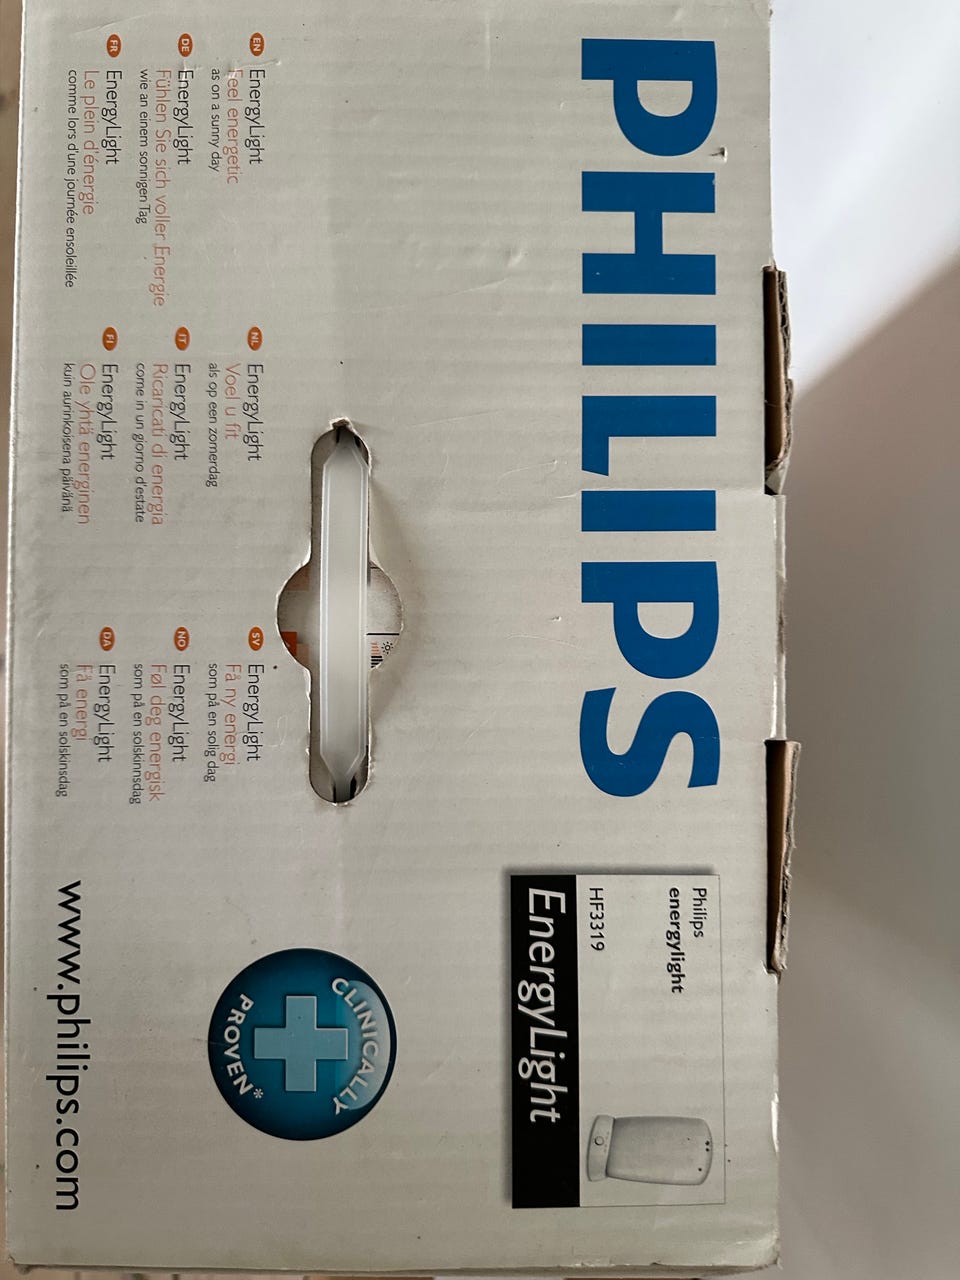 PHILIPS
Philips
energylight
HF3319
EnergyLight
CLINICALLY
PROVEN*
EN EnergyLight
Feel energetic
as on a sunny day
DE EnergyLight
Fühlen Sie sich voller Energie
wie an einem sonnigen Tag
FR EnergyLight
Le plein d'énergie
comme lors d'une journée ensoleillée
NL EnergyLight
Voel u fit
als op een zomerdag
IT EnergyLight
Ricaricati di energia
come in un giorno d'estate
FI EnergyLight
Ole yhtä energinen
kuin aurinkoisena päivänä
SV EnergyLight
Få ny energi
som på en solig dag
NO EnergyLight
Føl deg energisk
som på en solskinnsdag
DA EnergyLight
Få energi
som på en solskinsdag
www.philips.com